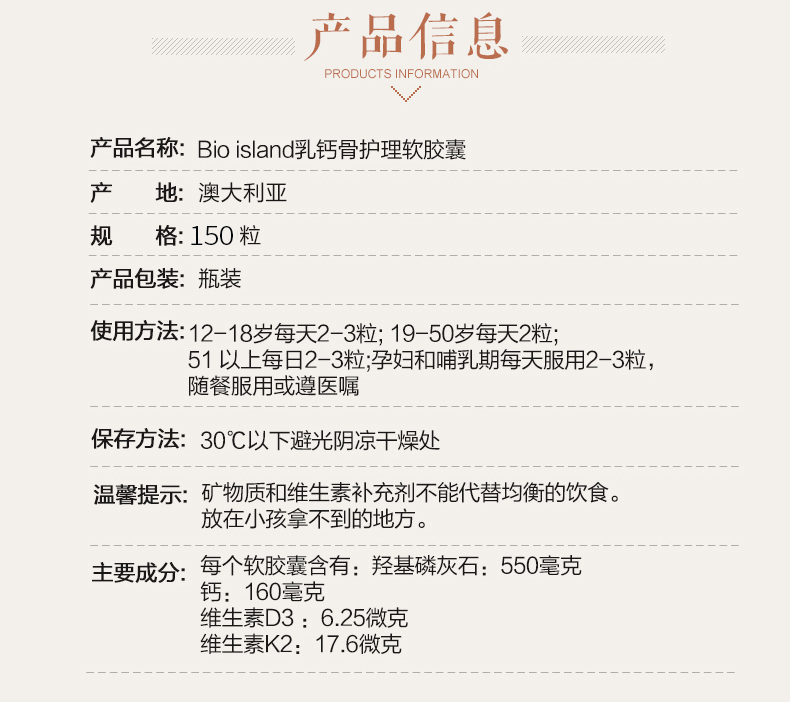 产品信息
PRODUCTS INFORMATION
产品名称: Bio island乳钙骨护理软胶囊
产 地: 澳大利亚
规 格: 150 粒
产品包装: 瓶装
使用方法: 12-18岁每天2-3粒; 19-50岁每天2粒;
51 以上每日2-3粒;孕妇和哺乳期每天服用2-3粒,
随餐服用或遵医嘱
保存方法: 30℃以下避光阴凉干燥处
温馨提示: 矿物质和维生素补充剂不能代替均衡的饮食。
放在小孩拿不到的地方。
主要成分: 每个软胶囊含有: 羟基磷灰石: 550毫克
钙: 160毫克
维生素D3 : 6.25微克
维生素K2: 17.6微克